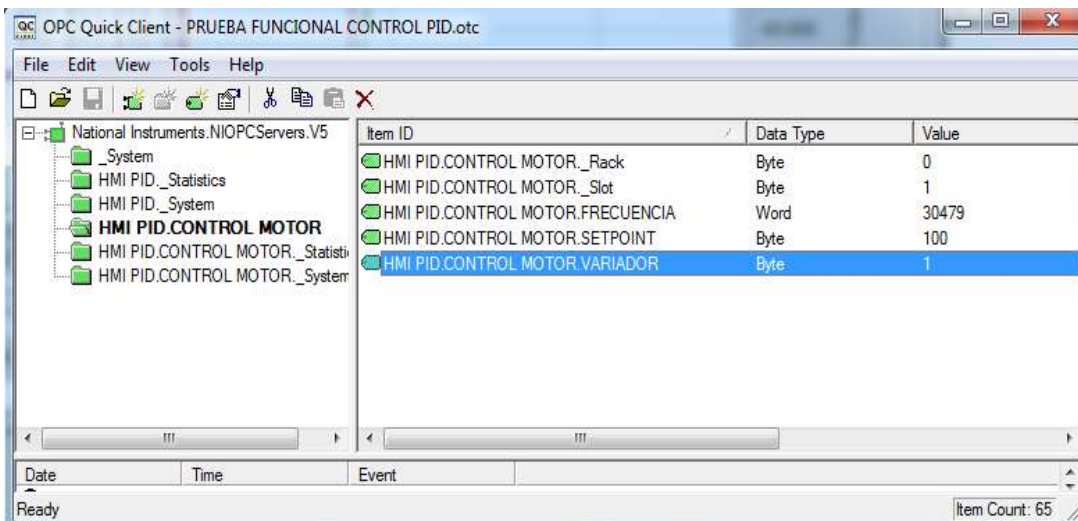 OPC Quick Client - PRUEBA FUNCIONAL CONTROL PID.otc
File Edit View Tools Help
National Instruments.NIOPCServers.V5
_System
HMI PID._Statistics
HMI PID._System
HMI PID.CONTROL MOTOR
HMI PID.CONTROL MOTOR._Statisti
HMI PID.CONTROL MOTOR._System
Item ID Data Type Value
HMI PID.CONTROL MOTOR._Rack Byte 0
HMI PID.CONTROL MOTOR._Slot Byte 1
HMI PID.CONTROL MOTOR.FRECUENCIA Word 30479
HMI PID.CONTROL MOTOR.SETPOINT Byte 100
HMI PID.CONTROL MOTOR.VARIADOR Byte 1
Date Time Event
Ready Item Count: 65